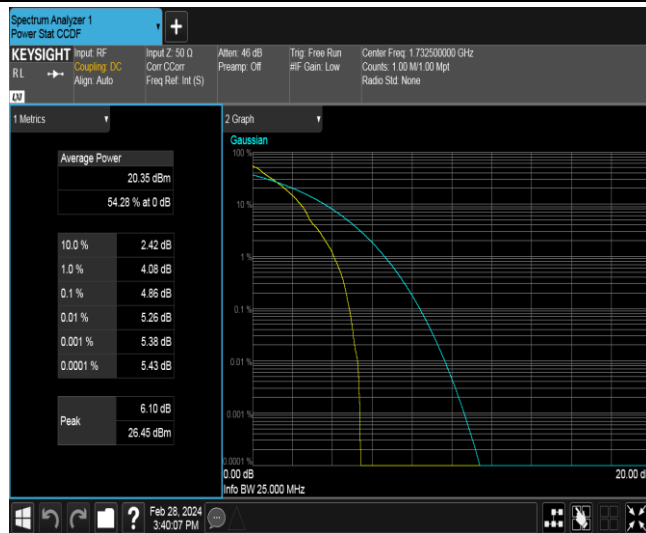 Spectrum Analyzer 1
Power Stat CCDF
+
KEYSIGHT
RL
LXI
Input: RF
Coupling: DC
Align: Auto
Input Z: 50 Ω
Corr CCorr
Freq Ref: Int (S)
Atten: 46 dB
Preamp: Off
Trig: Free Run
#IF Gain: Low
Center Freq: 1.732500000 GHz
Counts: 1.00 M/1.00 Mpt
Radio Std: None
1 Metrics
Average Power
20.35 dBm
54.28 % at 0 dB
10.0 % 2.42 dB
1.0 % 4.08 dB
0.1 % 4.86 dB
0.01 % 5.26 dB
0.001 % 5.38 dB
0.0001 % 5.43 dB
Peak
6.10 dB
26.45 dBm
2 Graph
Gaussian
100 %
10 %
1 %
0.1 %
0.01 %
0.001 %
0.0001 %
0.00 dB 20.00 d
Info BW 25.000 MHz
? Feb 28, 2024
3:40:07 PM